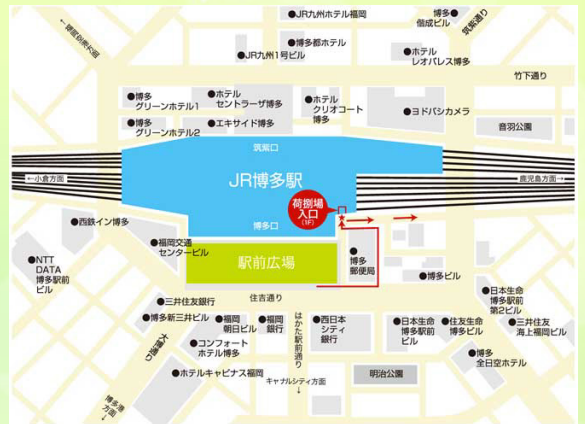 ●JR九州ホテル福岡
博多●
偕成ビル
筑紫通り
●博多都ホテル
●JR九州1号ビル
●ホテル
レオパレス博多
竹下通り
●博多
グリーンホテル1
●ホテル
セントラーザ博多
●ホテル
クリオコート
博多
●ヨドバシカメラ
●博多
グリーンホテル2
●エキサイド博多
音羽公園
筑紫口
JR博多駅
←小倉方面
鹿児島方面→
荷捌場
入口
(1F)
博多口
●西鉄イン博多
●福岡交通
センタービル
駅前広場
●NTT
DATA
博多駅前
ビル
●博多
郵便局
●博多ビル
住吉通り
●三井住友銀行
●博多新三井ビル
●福岡
朝日ビル
●福岡
銀行
はかた駅前通り
●西日本
シティ
銀行
●日本生命
博多駅前
ビル
●住友生命
博多ビル
●日本生命
博多駅前
第2ビル
●三井住友
海上福岡ビル
大博通り
●コンフォート
ホテル博多
●博多
全日空ホテル
●ホテルキャビナス福岡
キャナルシティ方面
↓
明治公園
博多港
方面
↓